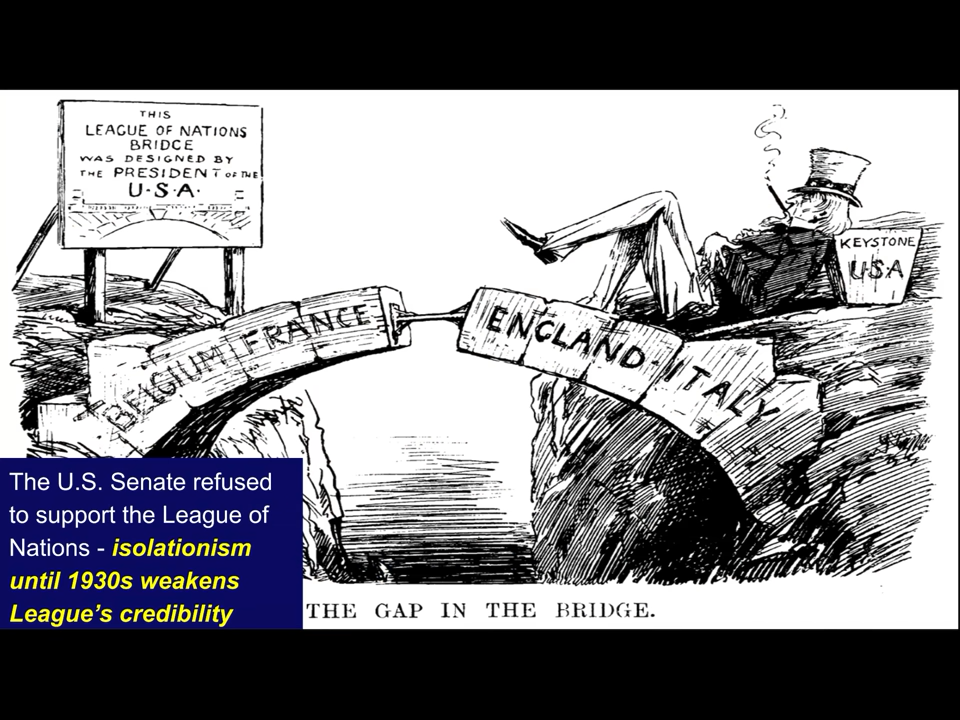 THIS
LEAGUE OF NATIONS
BRIDGE
WAS DESIGNED BY
THE PRESIDENT OF THE
U.S.A.
KEYSTONE
USA
BELGIUM FRANCE
ENGLAND-ITALY
The U.S. Senate refused
to support the League of
Nations - isolationism
until 1930s weakens
League's credibility
THE GAP IN THE BRIDGE.